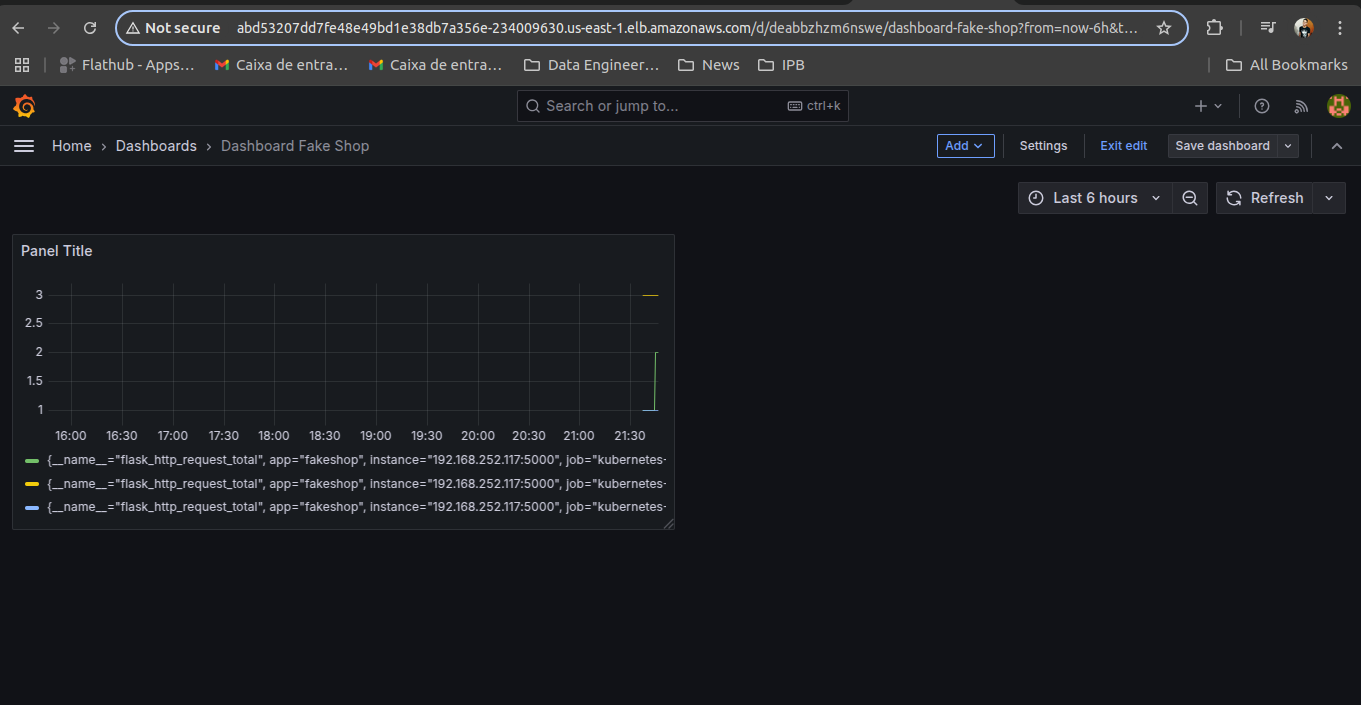 Not secure abd53207dd7fe48e49bd1e38db7a356e-234009630.us-east-1.elb.amazonaws.com/d/deabbzhzm6nswe/dashboard-fake-shop?from=now-6h&t...
Flathub - Apps... Caixa de entra... Caixa de entra... Data Engineer... News IPB All Bookmarks
Search or jump to... ctrl+k
Home › Dashboards › Dashboard Fake Shop Add Settings Exit edit Save dashboard
Last 6 hours Refresh
Panel Title
3
2.5
2
1.5
1
16:00 16:30 17:00 17:30 18:00 18:30 19:00 19:30 20:00 20:30 21:00 21:30
{__name__="flask_http_request_total", app="fakeshop", instance="192.168.252.117:5000", job="kubernetes-
{__name__="flask_http_request_total", app="fakeshop", instance="192.168.252.117:5000", job="kubernetes-
{__name__="flask_http_request_total", app="fakeshop", instance="192.168.252.117:5000", job="kubernetes-